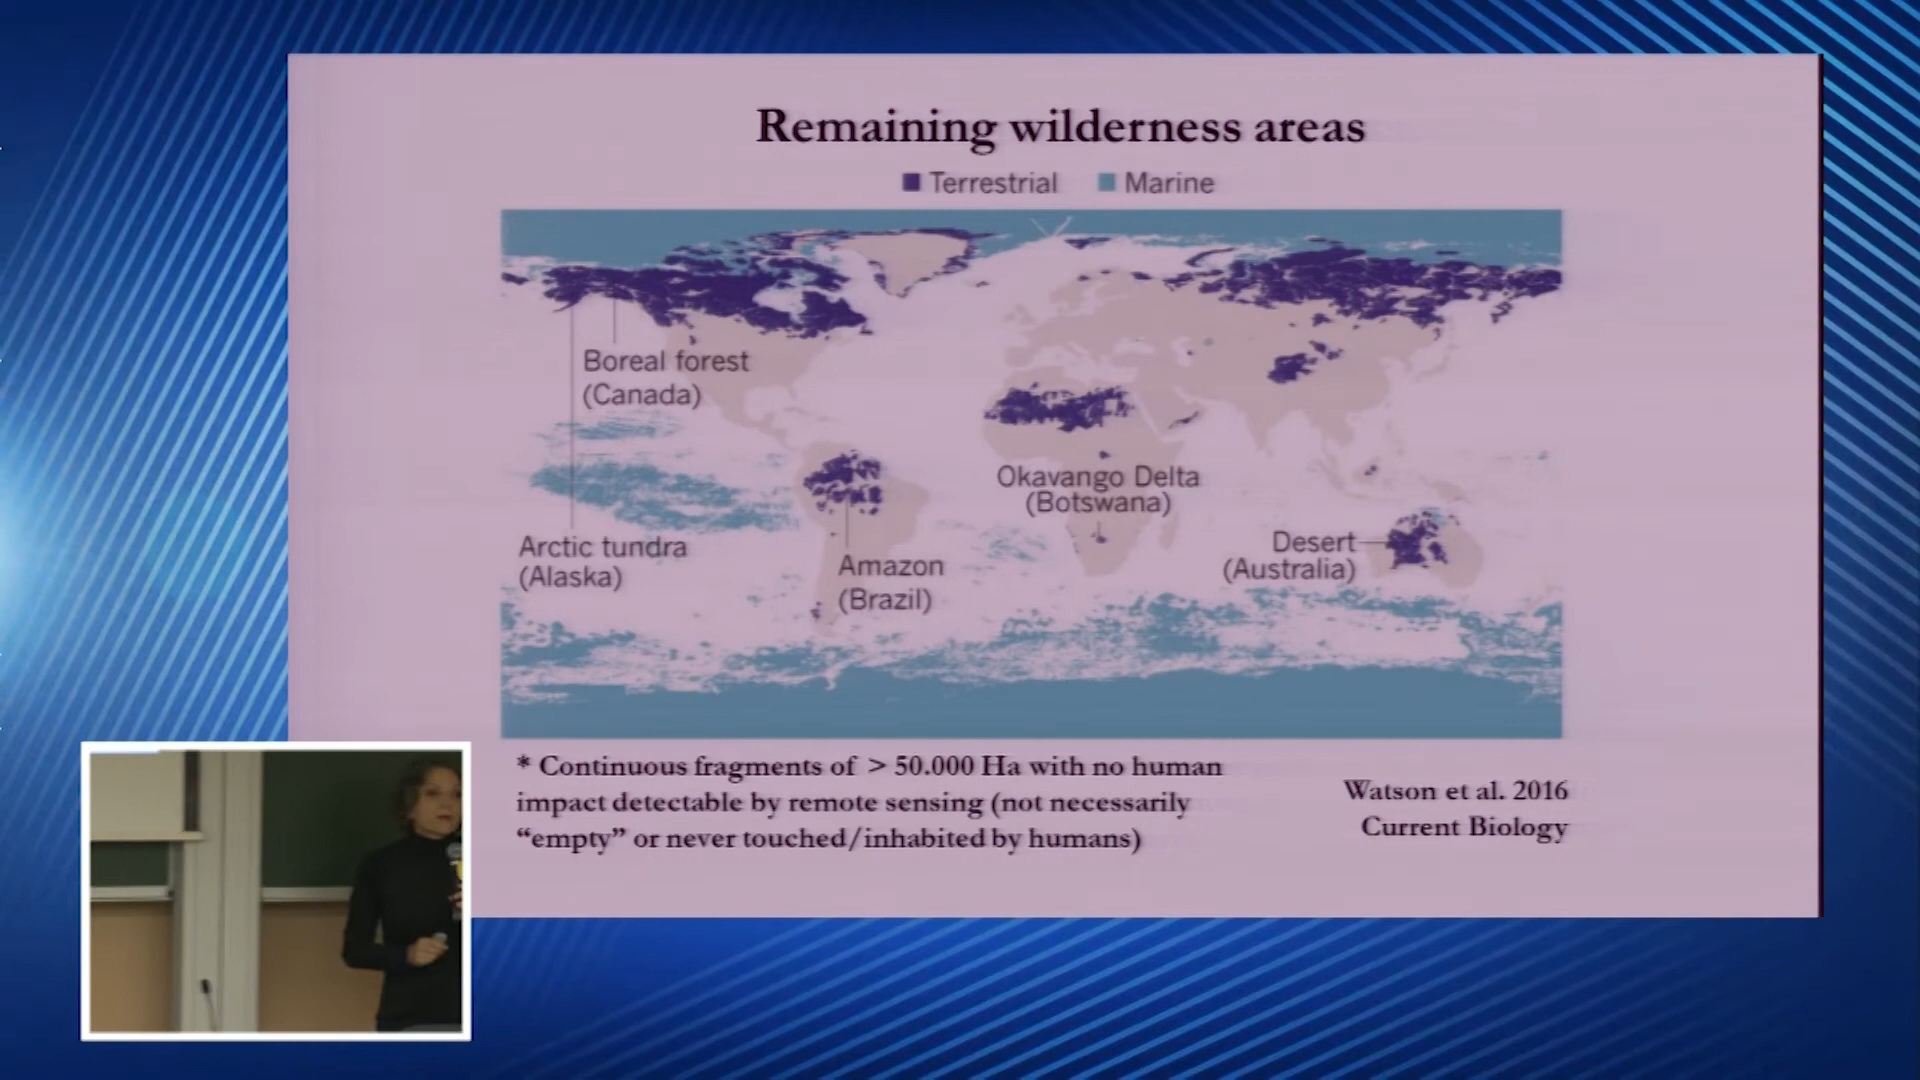 Remaining wilderness areas
Terrestrial Marine
Boreal forest
(Canada)
Okavango Delta
(Botswana)
Arctic tundra
(Alaska)
Amazon
(Brazil)
Desert
(Australia)
* Continuous fragments of > 50.000 Ha with no human
impact detectable by remote sensing (not necessarily
“empty” or never touched/inhabited by humans)
Watson et al. 2016
Current Biology